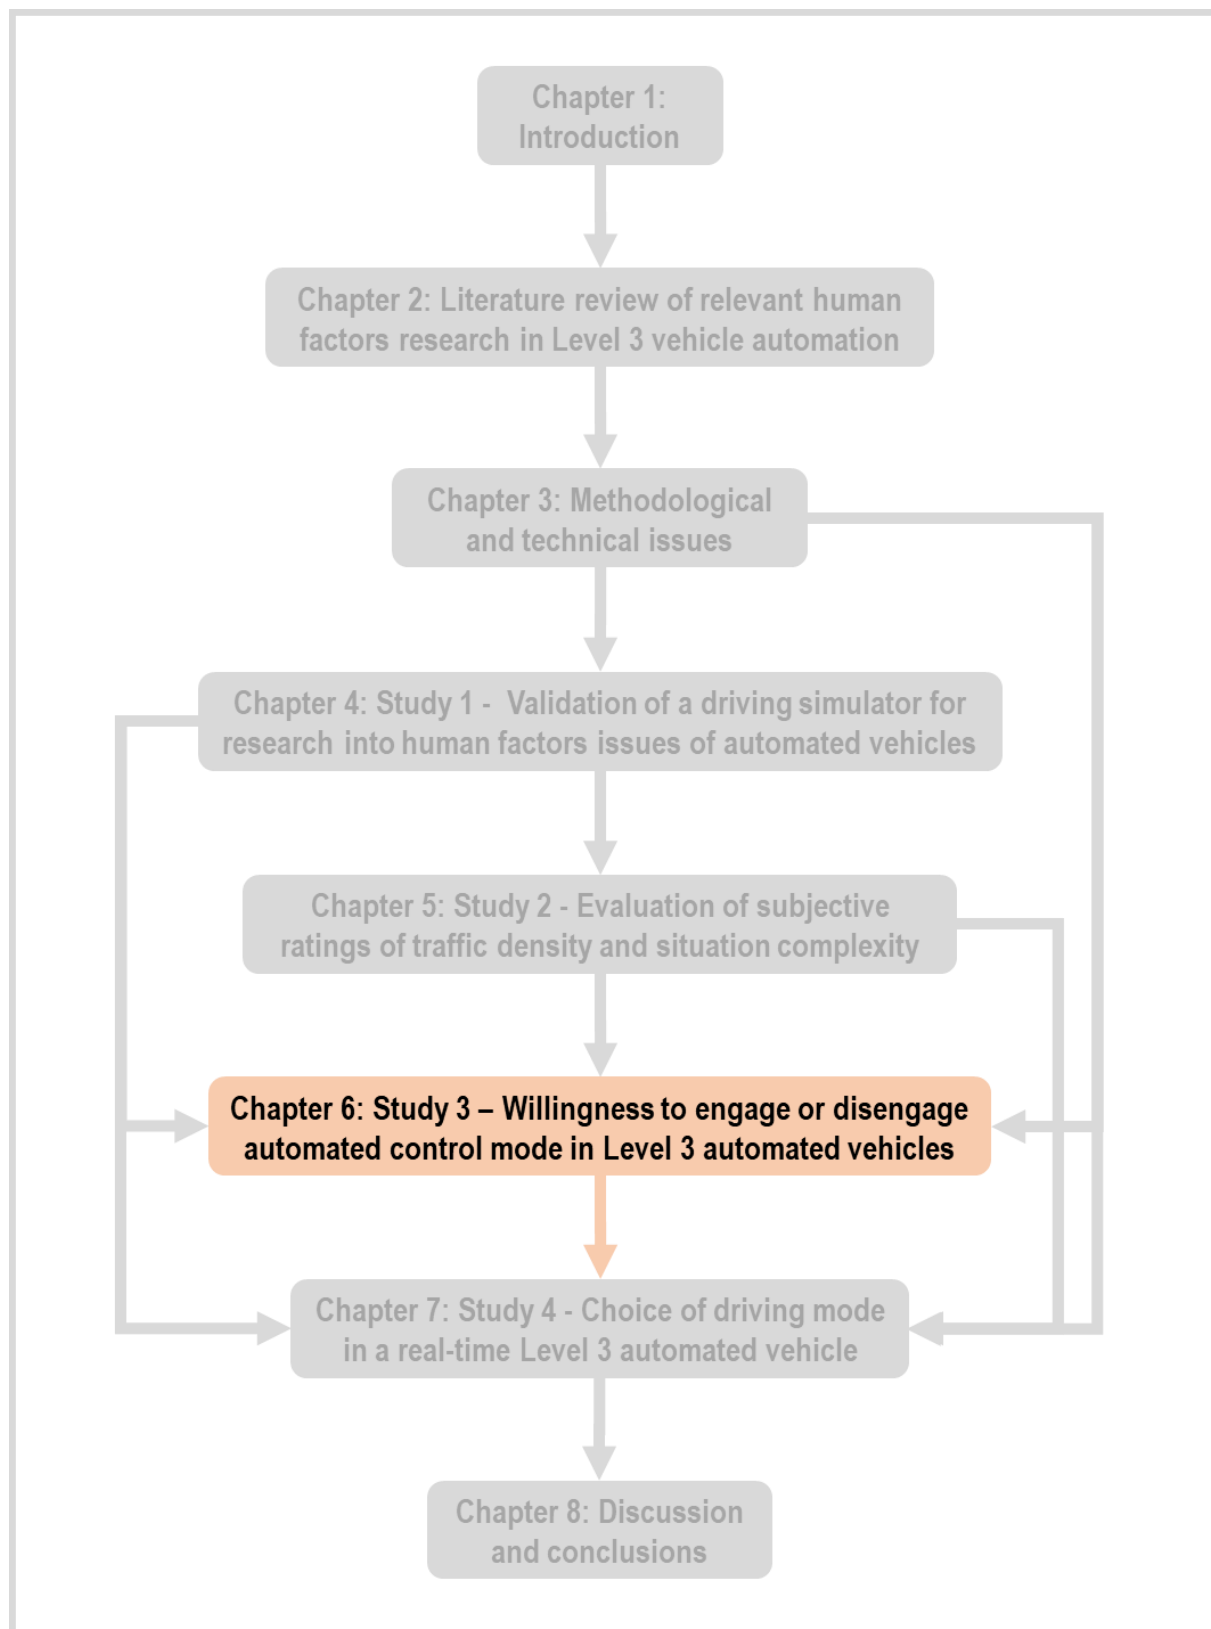 Chapter 1:
Introduction
Chapter 2: Literature review of relevant human
factors research in Level 3 vehicle automation
Chapter 3: Methodological
and technical issues
Chapter 4: Study 1 -  Validation of a driving simulator for
research into human factors issues of automated vehicles
Chapter 5: Study 2 - Evaluation of subjective
ratings of traffic density and situation complexity
Chapter 6: Study 3 – Willingness to engage or disengage
automated control mode in Level 3 automated vehicles
Chapter 7: Study 4 - Choice of driving mode
in a real-time Level 3 automated vehicle
Chapter 8: Discussion
and conclusions